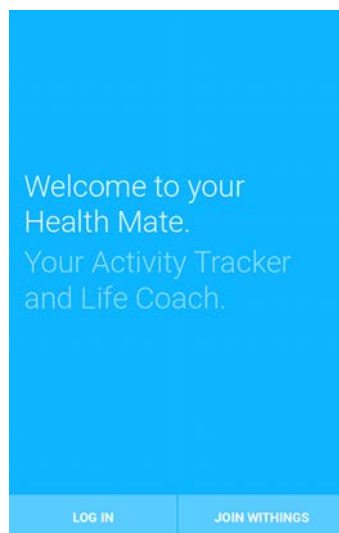 Welcome to your
Health Mate.
Your Activity Tracker
and Life Coach.
LOG IN
JOIN WITHINGS